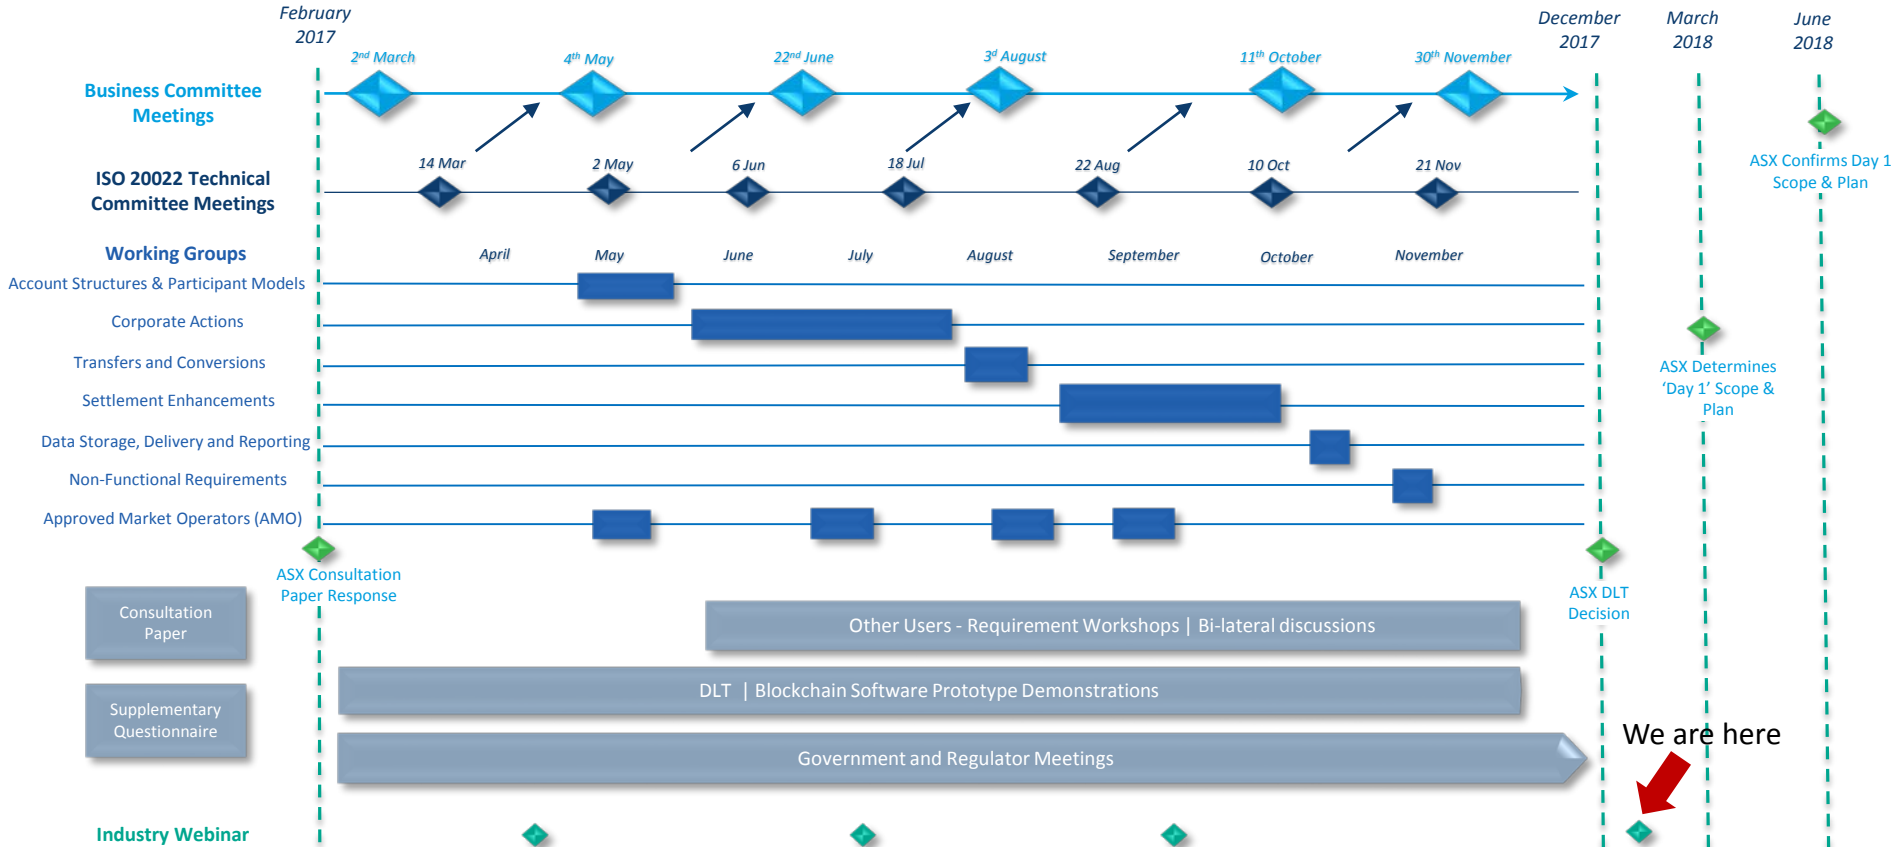 February
2017
December
2017
March
2018
June
2018
2nd March
4th May
22nd June
3d August
11th October
30th November
Business Committee
Meetings
14 Mar
2 May
6 Jun
18 Jul
22 Aug
10 Oct
21 Nov
ISO 20022 Technical
Committee Meetings
ASX Confirms Day 1
Scope & Plan
Working Groups
April
May
June
July
August
September
October
November
Account Structures & Participant Models
Corporate Actions
Transfers and Conversions
Settlement Enhancements
Data Storage, Delivery and Reporting
Non-Functional Requirements
Approved Market Operators (AMO)
ASX Determines
‘Day 1’ Scope &
Plan
ASX Consultation
Paper Response
ASX DLT
Decision
Consultation
Paper
Other Users - Requirement Workshops | Bi-lateral discussions
DLT | Blockchain Software Prototype Demonstrations
Supplementary
Questionnaire
Government and Regulator Meetings
We are here
Industry Webinar